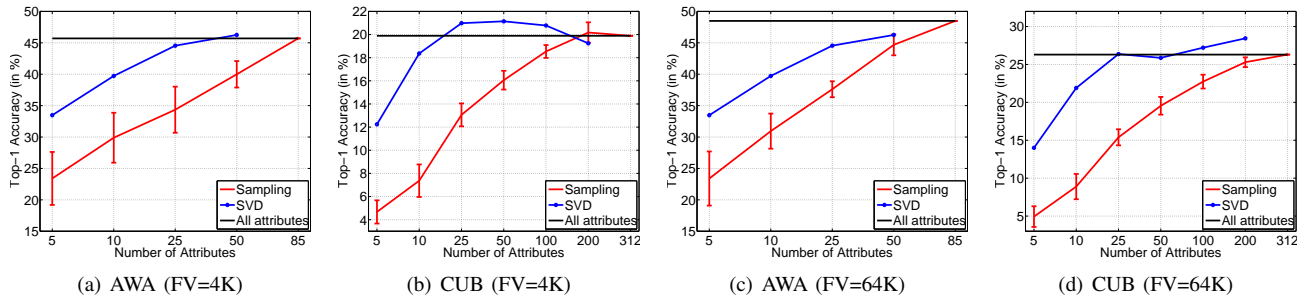 50
45
40
35
30
25
20
15
5
10
25
50
85
Top−1 Accuracy (in %)
Number of Attributes
Sampling
SVD
All attributes
(a) AWA (FV=4K)
22
20
18
16
14
12
10
8
6
4
5
10
25
50
100
200
312
Top−1 Accuracy (in %)
Number of Attributes
Sampling
SVD
All attributes
(b) CUB (FV=4K)
50
45
40
35
30
25
20
15
5
10
25
50
85
Top−1 Accuracy (in %)
Number of Attributes
Sampling
SVD
All attributes
(c) AWA (FV=64K)
30
25
20
15
10
5
5
10
25
50
100
200
312
Top−1 Accuracy (in %)
Number of Attributes
Sampling
SVD
All attributes
(d) CUB (FV=64K)